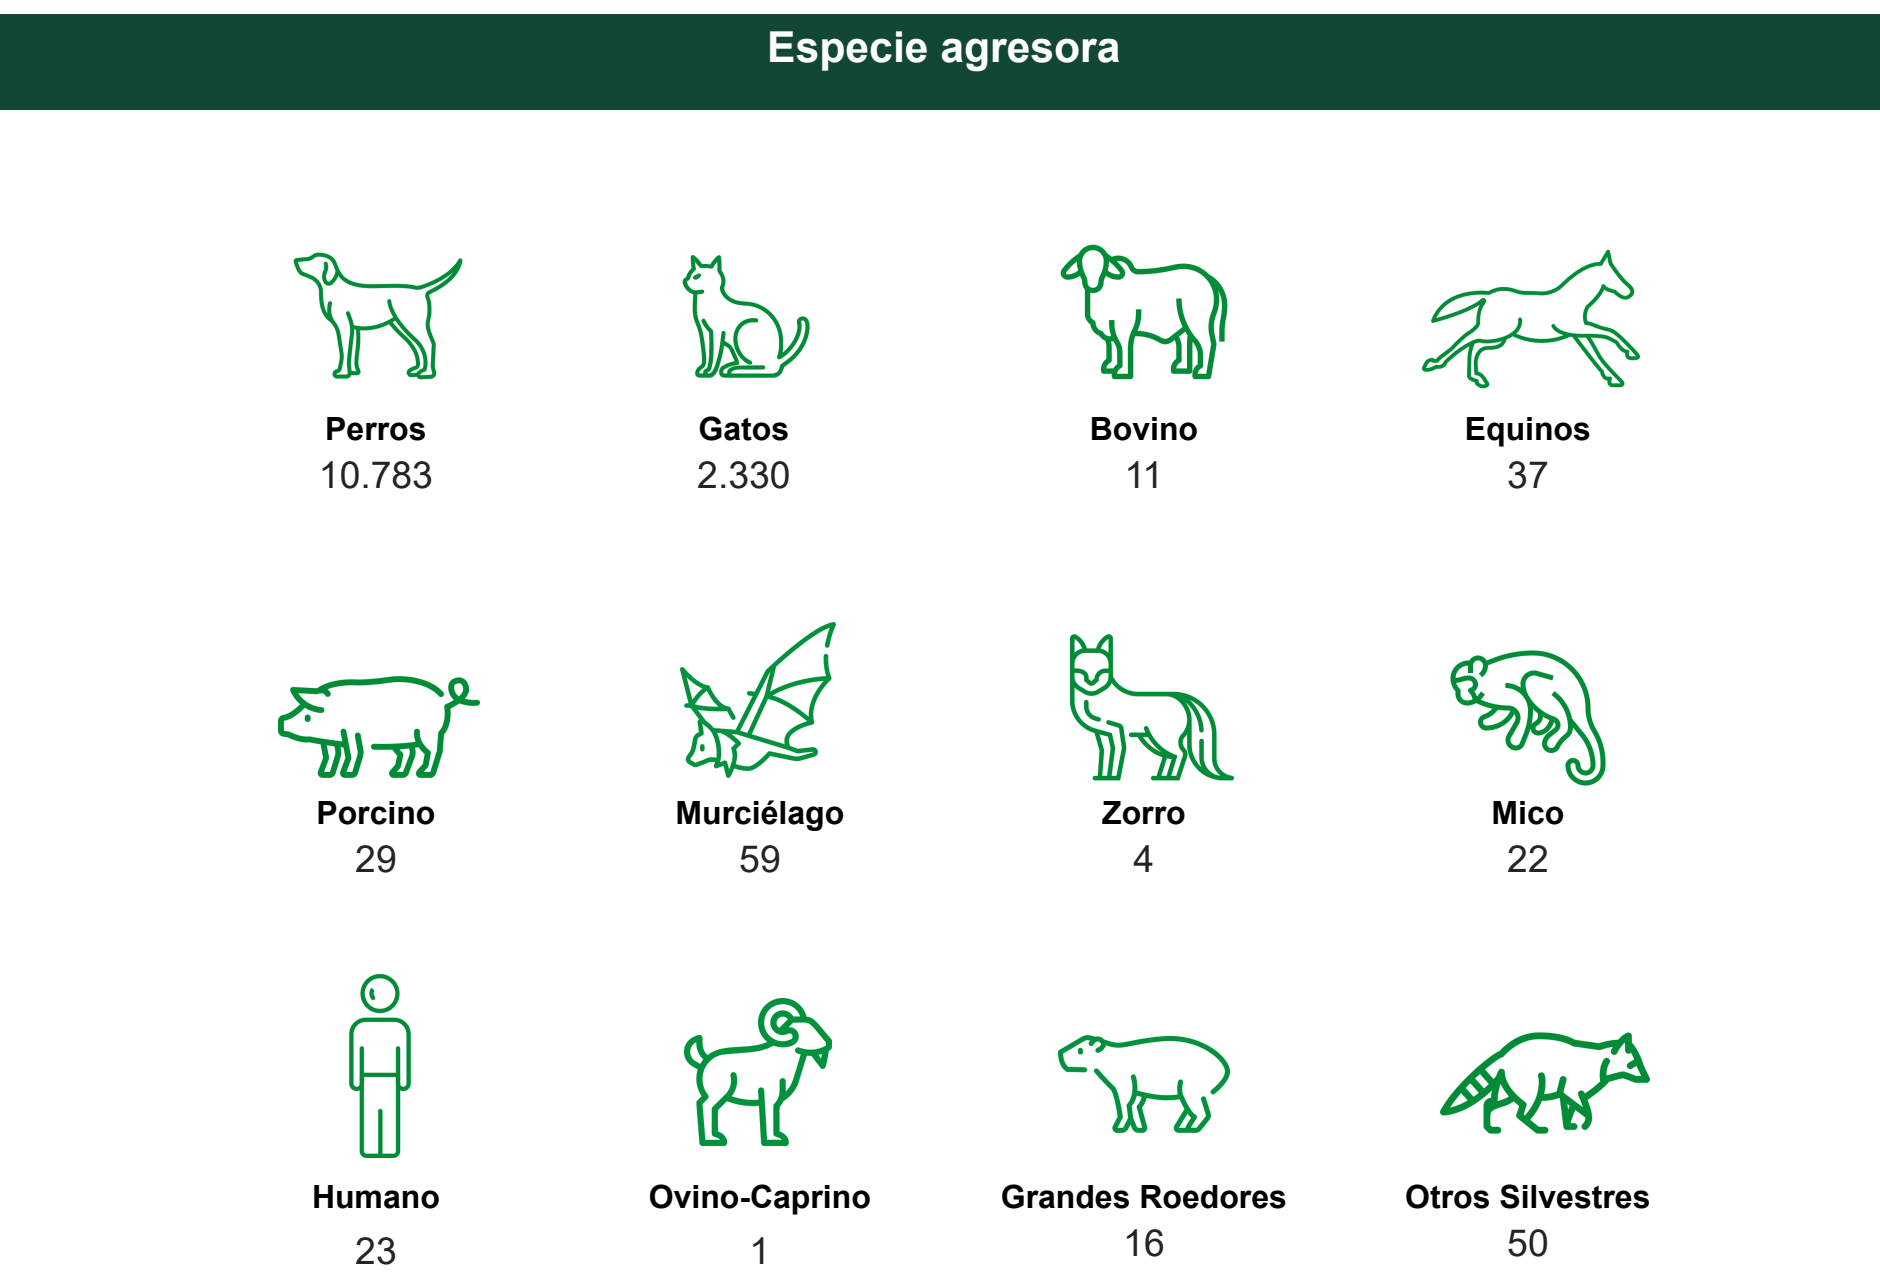 Especie agresora
Perros
10.783
Gatos
2.330
Bovino
11
Equinos
37
Porcino
29
Murciélago
59
Zorro
4
Mico
22
Humano
23
Ovino-Caprino
1
Grandes Roedores
16
Otros Silvestres
50